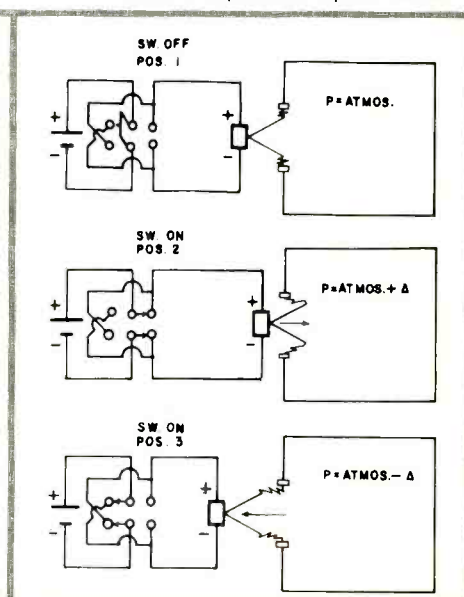 SW. OFF
POS. 1
P = ATMOS.
+
-
+
-
SW. ON
POS. 2
P = ATMOS. + Δ
+
-
+
-
SW. ON
POS. 3
P = ATMOS. - Δ
+
-
+
-